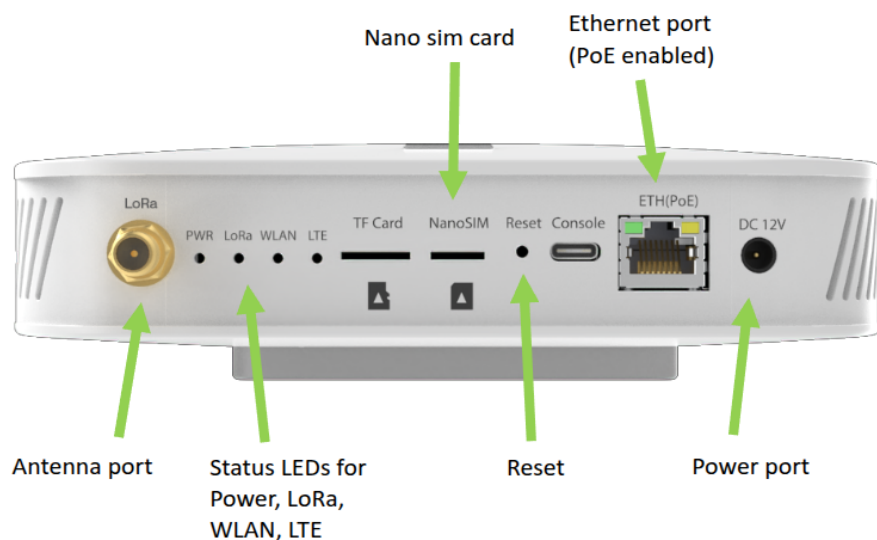 Nano sim card
Ethernet port
(PoE enabled)
LoRa
PWR LoRa WLAN LTE
TF Card
NanoSIM
Reset
Console
ETH(PoE)
DC 12V
Antenna port
Status LEDs for
Power, LoRa,
WLAN, LTE
Reset
Power port